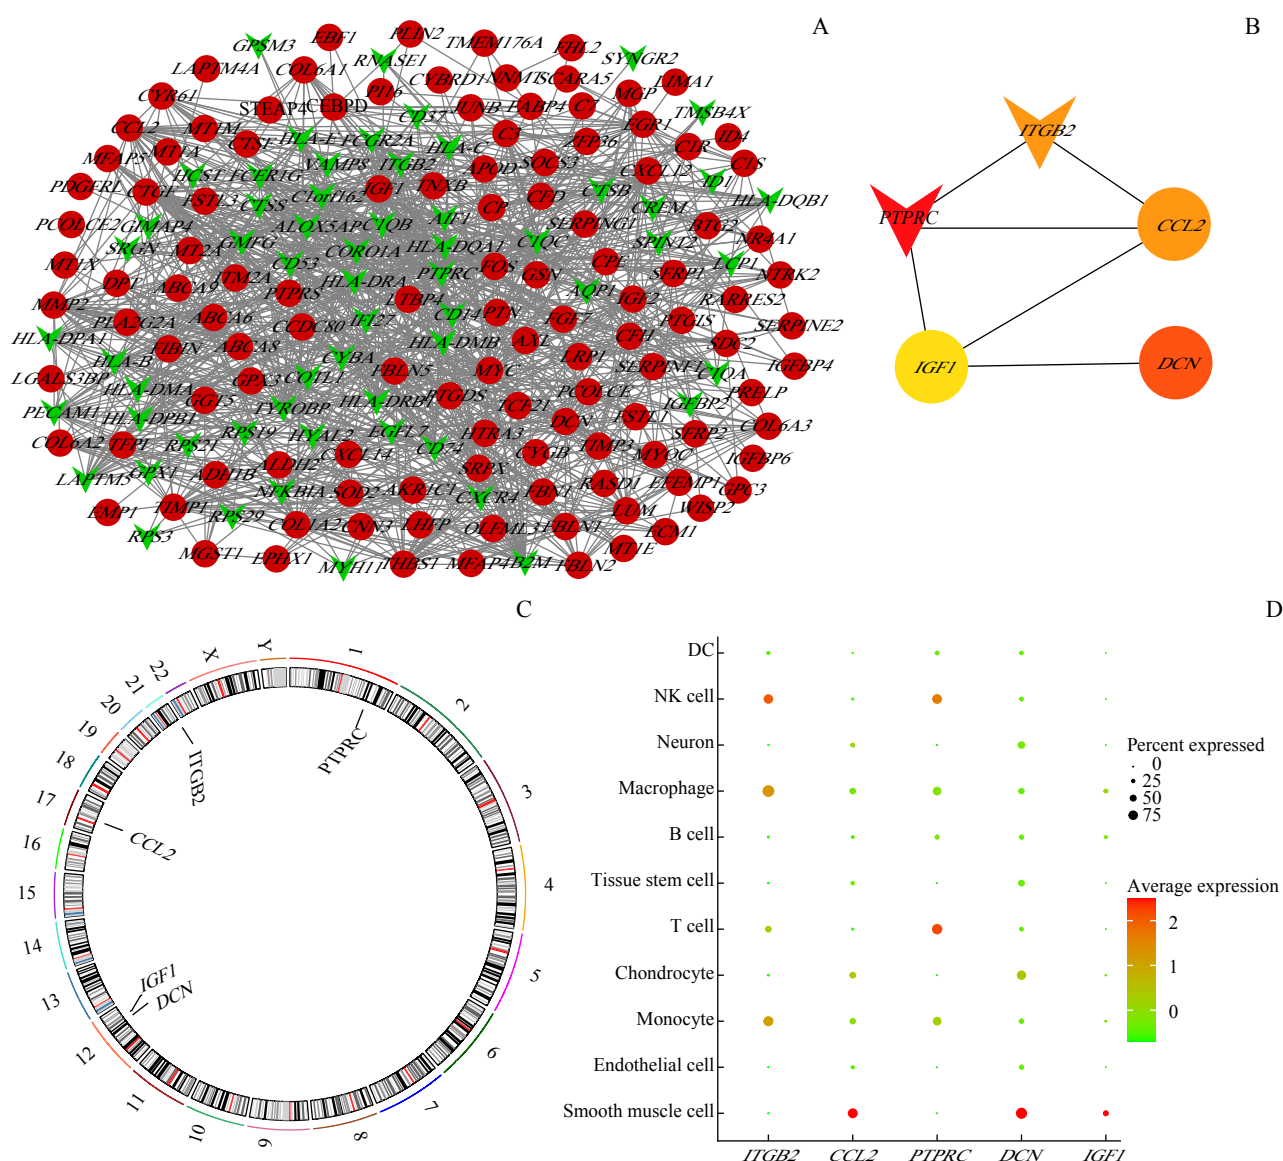 A
GPSM3
EBF1
PLIN2
TMEM176A
FHL2
SYNGR2
LAPTM4A
COL6A1
RNASE1
CYBRD1
NNMT
SCARA5
LIMA1
CYR61
STEAP4
CEBPD
PI16
JUNB
FABP4
C7
MGP
TMSB4X
CCL2
MT1M
CTSF
HLA-E
FCGR2A
CD37
HLA-C
C3
ZFP36
EGR1
ID4
MFAP5
MT1A
VAMP8
ITGB2
APOD
SOCS3
C1R
C1S
PDGFRL
CTGF
HCST
FCER1G
C1orf162
IGF1
TNXB
CXCL12
ID1
HLA-DQB1
FSTL3
CTSS
CP
CFD
CTSB
CREM
PCOLCE2
GIMAP4
GMFG
ALOX5AP
C1QB
AIF1
SERPING1
BTG2
NR4A1
SRGN
MT2A
CORO1A
HLA-DQA1
C1QC
SPINT2
MT1X
DPT
ITM2A
CD53
HLA-DRA
PTPRC
FOS
GSN
CPE
SFRP1
LCP1
NTRK2
MMP2
ABCA9
PTPRS
LTBP4
AQP1
IGF2
RARRES2
PLA2G2A
ABCA6
CCDC80
IFI27
CD14
PTN
FGF7
PTGIS
SERPINE2
HLA-DPA1
FIBIN
ABCA8
CYBA
HLA-DMB
AXL
CFH
SDC2
LGALS3BP
HLA-B
HLA-DMA
GPX3
COTL1
FBLN5
MYC
LRP1
SERPINF1
C1QA
IGFBP4
PECAM1
HLA-DPB1
GGT5
TYROBP
HLA-DRB1
PTGDS
TCF21
PCOLCE
IGFBP2
PRELP
COL6A2
TFPI
RPS21
RPS19
HYAL2
EGFL7
HTRA3
DCN
FSTL1
SFRP2
COL6A3
LAPTM5
GPX1
ADH1B
ALDH2
CXCL14
CD74
SRPX
CYGB
TIMP3
MYOC
IGFBP6
EMP1
TIMP1
NFKBIA
SOD2
AKR1C1
CXCR4
FBN1
RASD1
EFEMP1
GPC3
RPS3
RPS29
COL1A2
CNN3
LHFP
OLFML3
FBLN1
LUM
WISP2
MGST1
EPHX1
MYH11
THBS1
MFAP4
B2M
FBLN2
MT1E
ECM1
B
ITGB2
PTPRC
CCL2
IGF1
DCN
C
1
2
3
4
5
6
7
8
9
10
11
12
13
14
15
16
17
18
19
20
21
22
X
Y
PTPRC
ITGB2
CCL2
IGF1
DCN
D
DC
NK cell
Neuron
Macrophage
B cell
Tissue stem cell
T cell
Chondrocyte
Monocyte
Endothelial cell
Smooth muscle cell
ITGB2 CCL2 PTPRC DCN IGF1
Percent expressed
0
25
50
75
Average expression
2
1
0